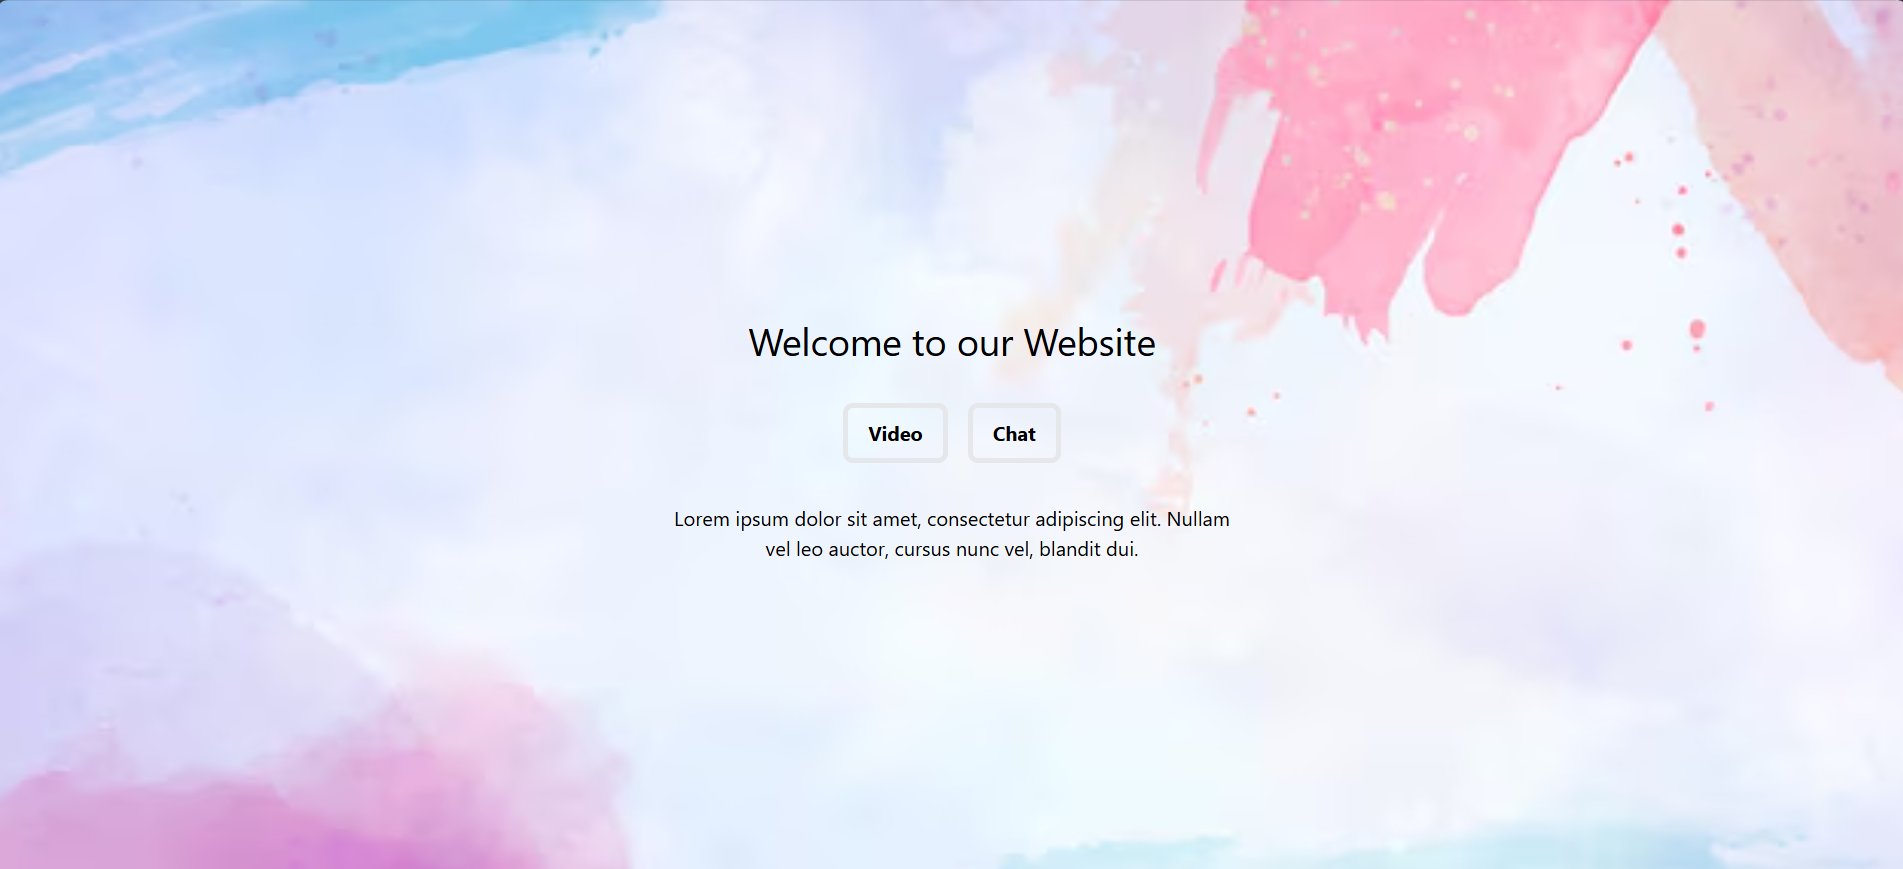 Welcome to our Website
Video
Chat
Lorem ipsum dolor sit amet, consectetur adipiscing elit. Nullam
vel leo auctor, cursus nunc vel, blandit dui.